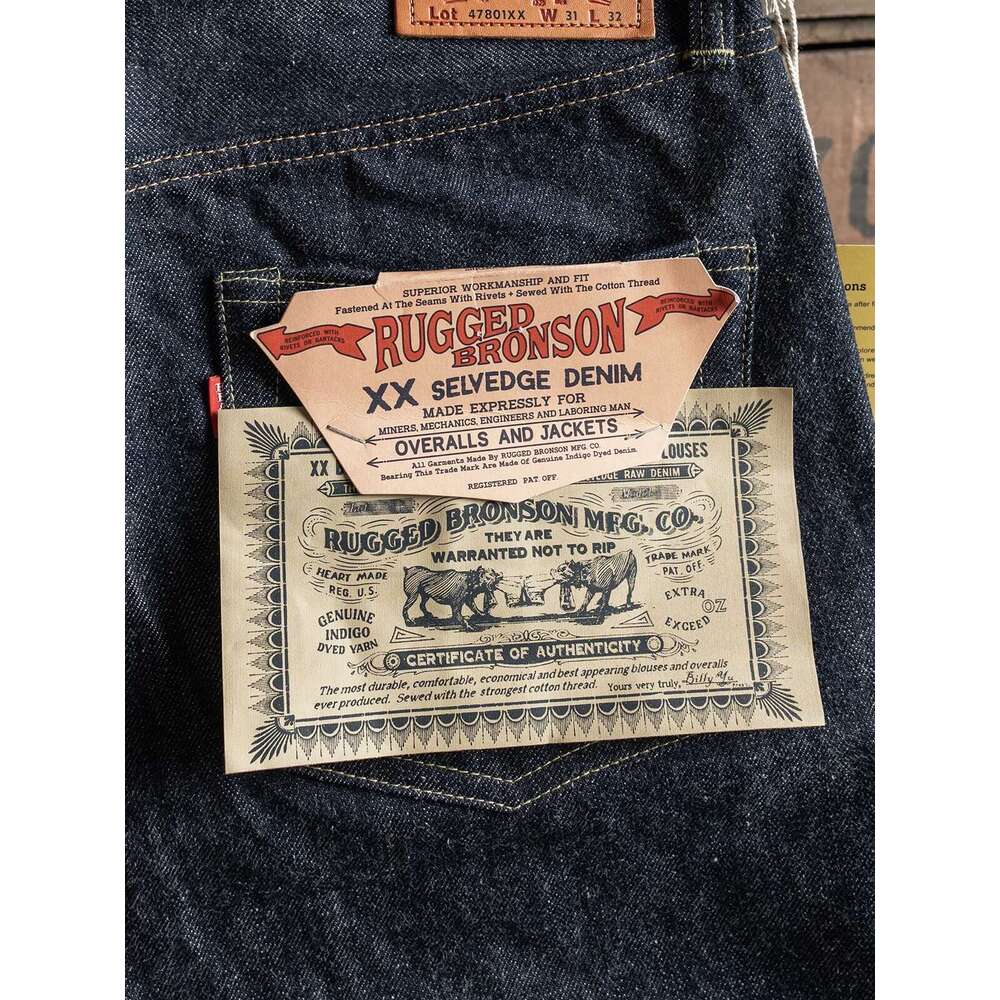 Lot 47801XX W 31 L 32
SUPERIOR WORKMANSHIP AND FIT
Fastened At The Seams With Rivets + Sewed With The Cotton Thread
REINFORCED WITH
RIVETS OR BARTACKS
REINFORCED WITH
RIVETS OR BARTACKS
RUGGED
BRONSON
XX SELVEDGE DENIM
MADE EXPRESSLY FOR
MINERS, MECHANICS, ENGINEERS AND LABORING MAN
OVERALLS AND JACKETS
All Garments Made By RUGGED BRONSON MFG. CO.
Bearing This Trade Mark Are Made Of Genuine Indigo Dyed Denim.
REGISTERED PAT. OFF.
XX
LOUSES
RAW DENIM
RUGGED BRONSON MFG. CO.
THEY ARE
WARRANTED NOT TO RIP
HEART MADE
REG. U.S.
TRADE MARK
PAT. OFF.
GENUINE
INDIGO
DYED YARN
EXTRA
OZ
EXCEED
CERTIFICATE OF AUTHENTICITY
The most durable, comfortable, economical and best appearing blouses and overalls
ever produced. Sewed with the strongest cotton thread. Yours very truly, Billy Yu
ons